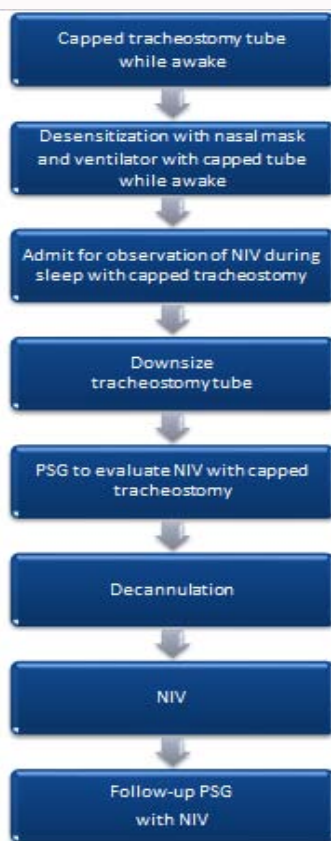 Capped tracheostomy tube
while awake
Desensitization with nasal mask
and ventilator with capped tube
while awake
Admit for observation of NIV during
sleep with capped tracheostomy
Downsize
tracheostomy tube
PSG to evaluate NIV with capped
tracheostomy
Decannulation
NIV
Follow-up PSG
with NIV